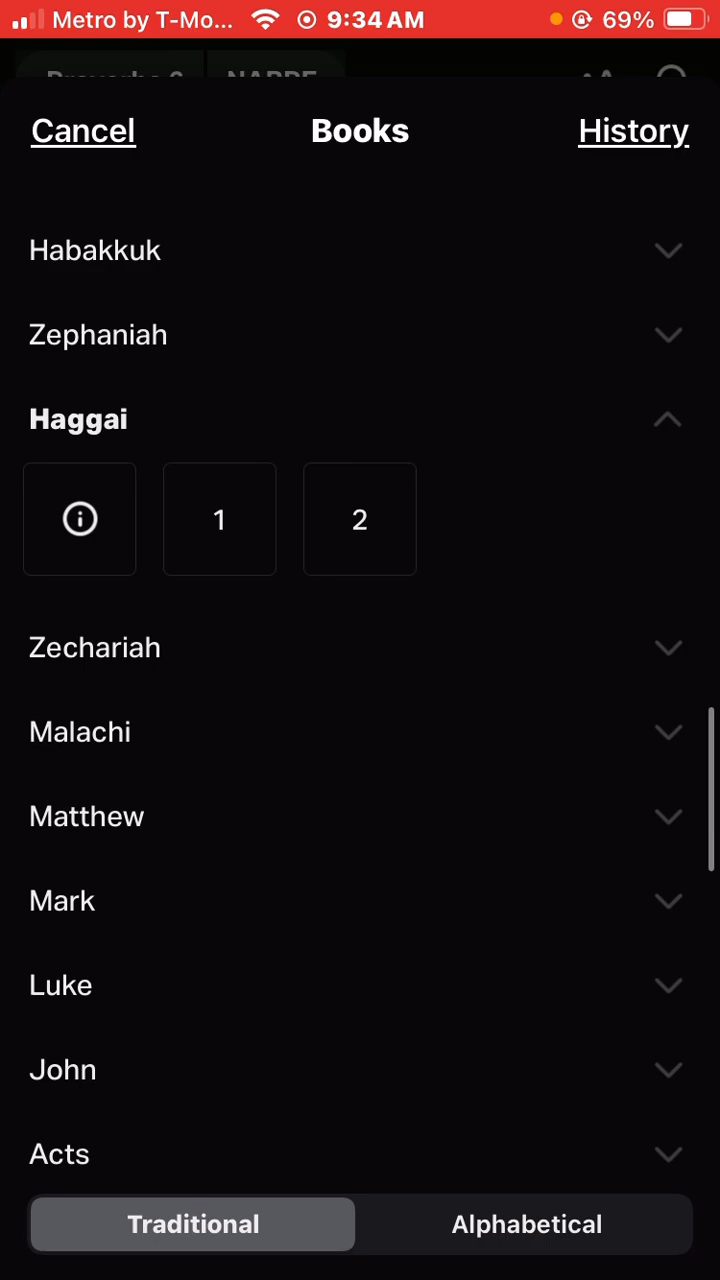 Metro by T-Mo... 9:34 AM 69%
Cancel Books History
Habakkuk
Zephaniah
Haggai
1 2
Zechariah
Malachi
Matthew
Mark
Luke
John
Acts
Traditional Alphabetical